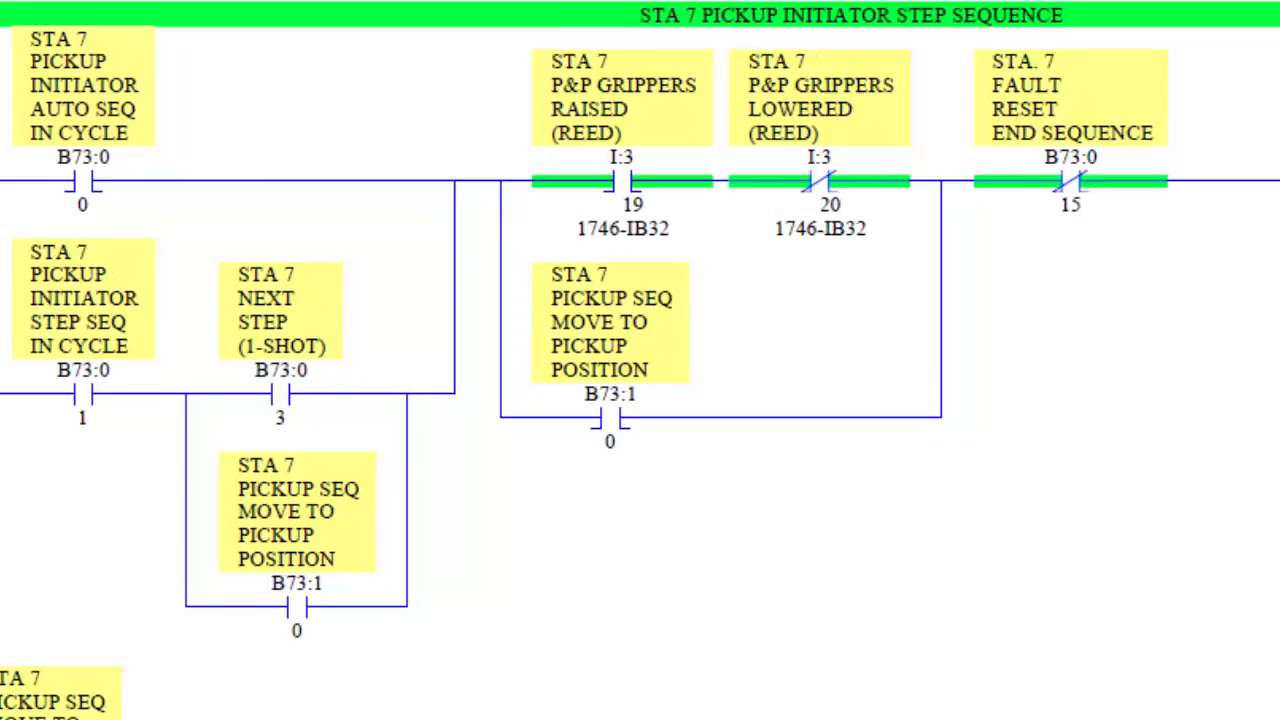 STA 7 PICKUP INITIATOR STEP SEQUENCE
STA 7
PICKUP
INITIATOR
AUTO SEQ
IN CYCLE
B73:0
0
STA 7
P&P GRIPPERS
RAISED
(REED)
I:3
19
1746-IB32
STA 7
P&P GRIPPERS
LOWERED
(REED)
I:3
20
1746-IB32
STA. 7
FAULT
RESET
END SEQUENCE
B73:0
15
STA 7
PICKUP
INITIATOR
STEP SEQ
IN CYCLE
B73:0
1
STA 7
NEXT
STEP
(1-SHOT)
B73:0
3
STA 7
PICKUP SEQ
MOVE TO
PICKUP
POSITION
B73:1
0
STA 7
PICKUP SEQ
MOVE TO
PICKUP
POSITION
B73:1
0
TA 7
ICKUP SEQ